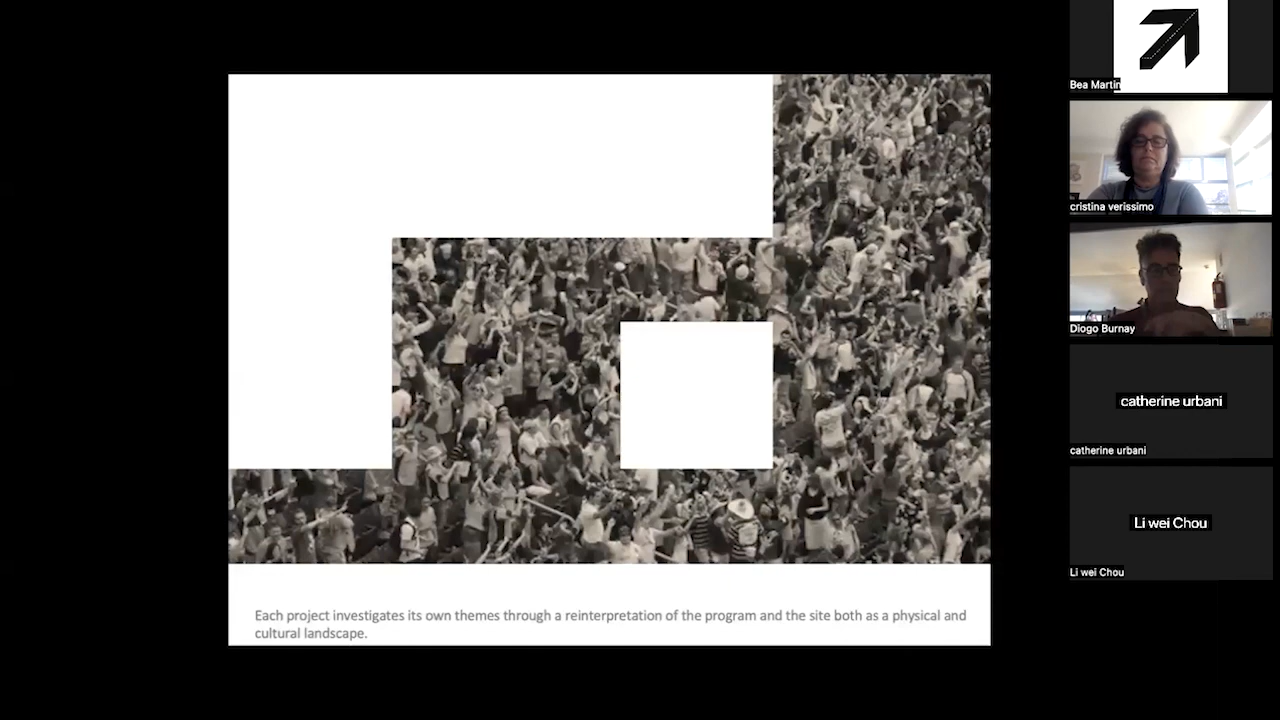 Each project investigates its own themes through a reinterpretation of the program and the site both as a physical and
cultural landscape.
Bea Martin
cristina verissimo
Diogo Burnay
catherine urbani
catherine urbani
Li wei Chou
Li wei Chou